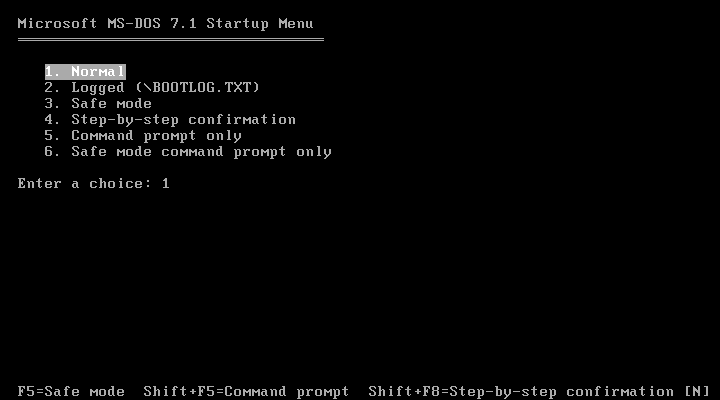 Microsoft MS-DOS 7.1 Startup Menu
1. Normal
2. Logged (\BOOTLOG.TXT)
3. Safe mode
4. Step-by-step confirmation
5. Command prompt only
6. Safe mode command prompt only
Enter a choice: 1
F5=Safe mode  Shift+F5=Command prompt  Shift+F8=Step-by-step confirmation [N]